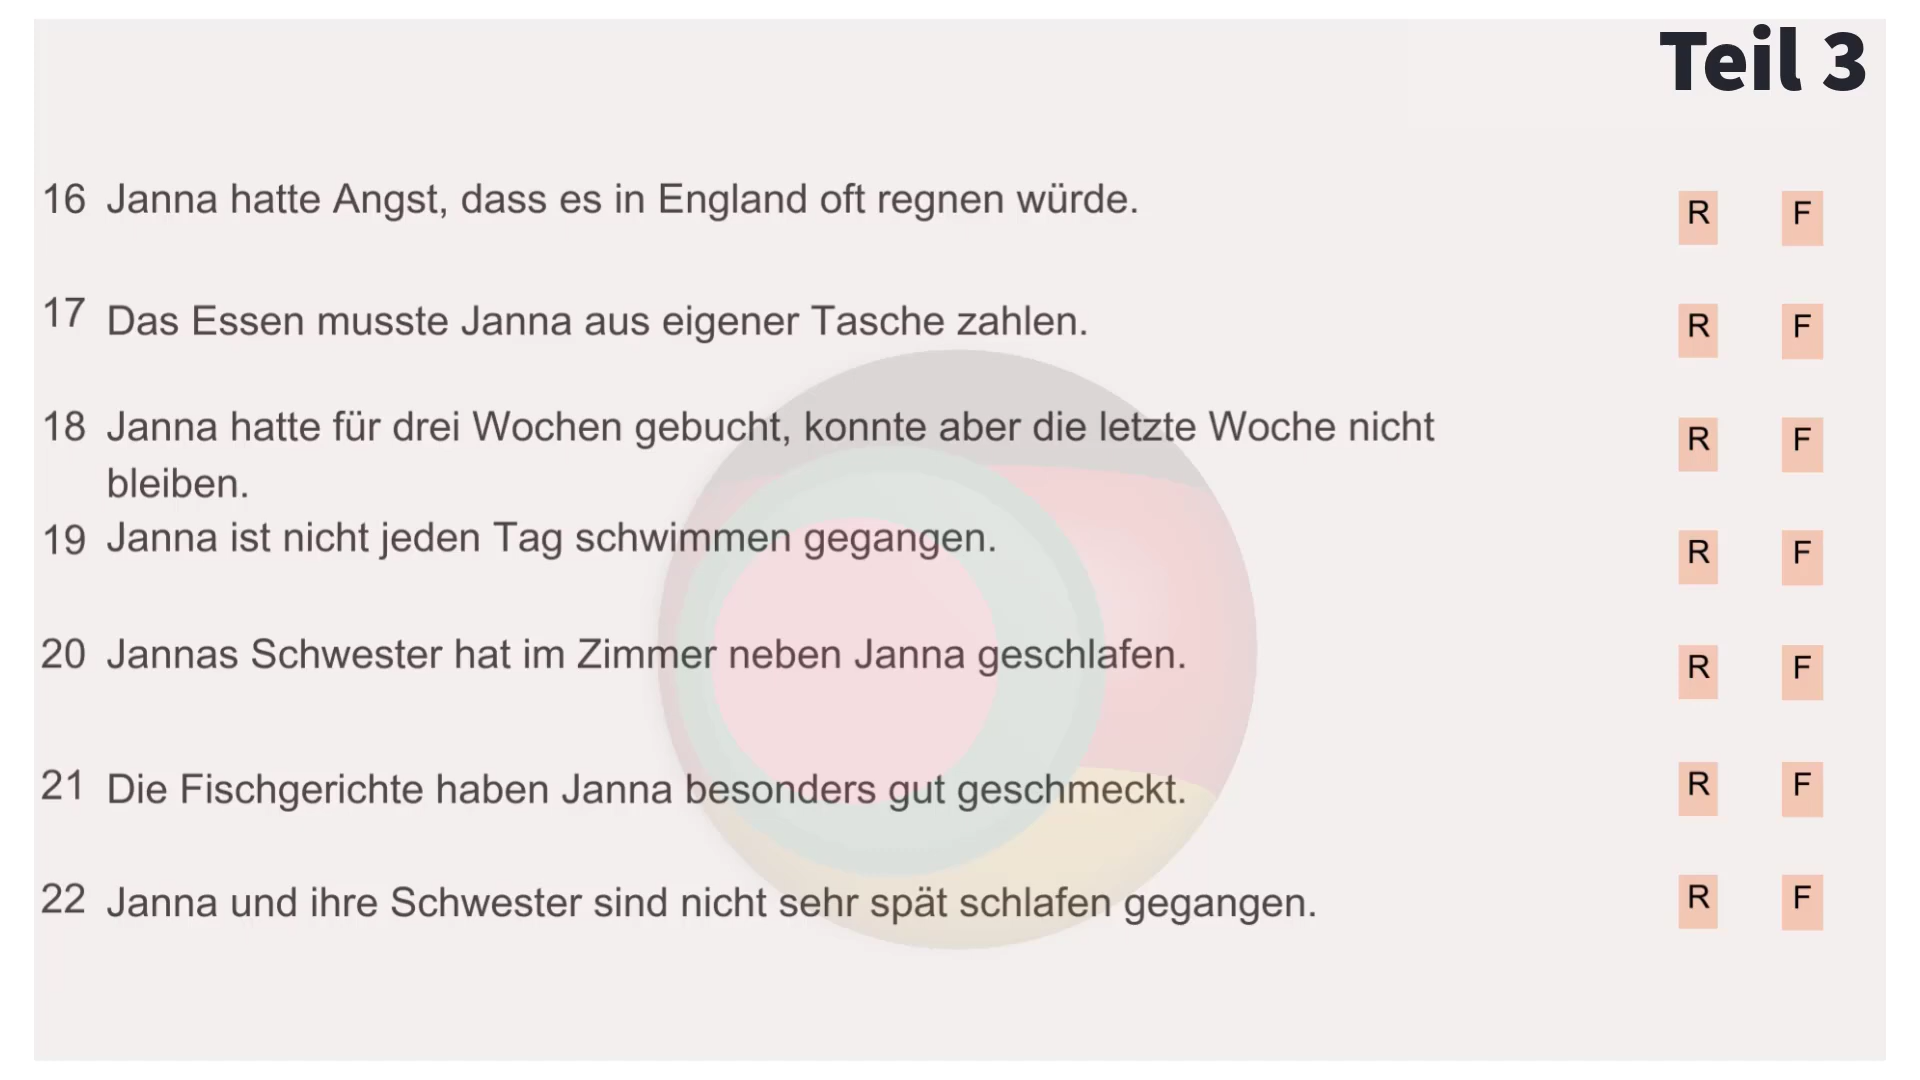 Teil 3
16 Janna hatte Angst, dass es in England oft regnen würde. R F
17 Das Essen musste Janna aus eigener Tasche zahlen. R F
18 Janna hatte für drei Wochen gebucht, konnte aber die letzte Woche nicht R F
bleiben.
19 Janna ist nicht jeden Tag schwimmen gegangen. R F
20 Jannas Schwester hat im Zimmer neben Janna geschlafen. R F
21 Die Fischgerichte haben Janna besonders gut geschmeckt. R F
22 Janna und ihre Schwester sind nicht sehr spät schlafen gegangen. R F